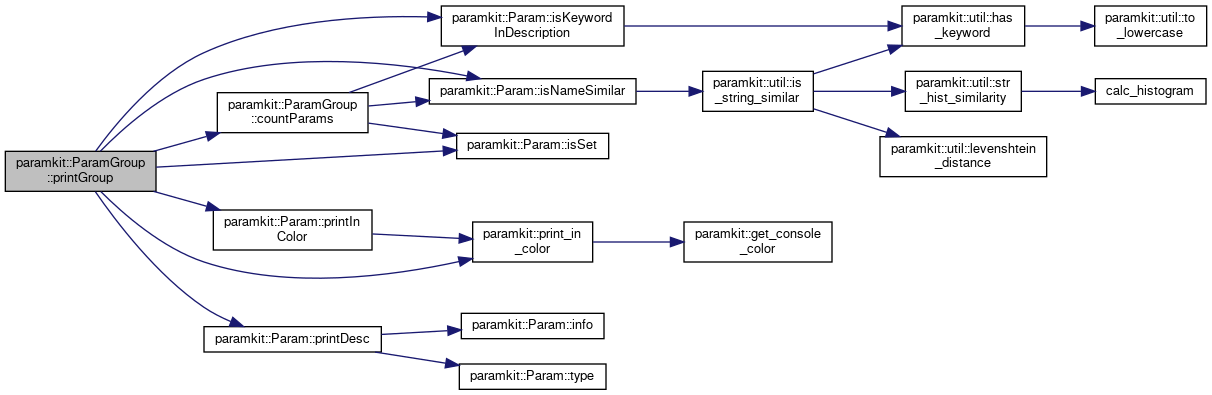 paramkit::ParamGroup
::printGroup
paramkit::ParamGroup
::countParams
paramkit::Param::isKeyword
InDescription
paramkit::Param::isNameSimilar
paramkit::Param::isSet
paramkit::Param::printIn
Color
paramkit::print_in
_color
paramkit::get_console
_color
paramkit::Param::printDesc
paramkit::Param::info
paramkit::Param::type
paramkit::util::is
_string_similar
paramkit::util::has
_keyword
paramkit::util::to
_lowercase
paramkit::util::str
_hist_similarity
calc_histogram
paramkit::util::levenshtein
_distance